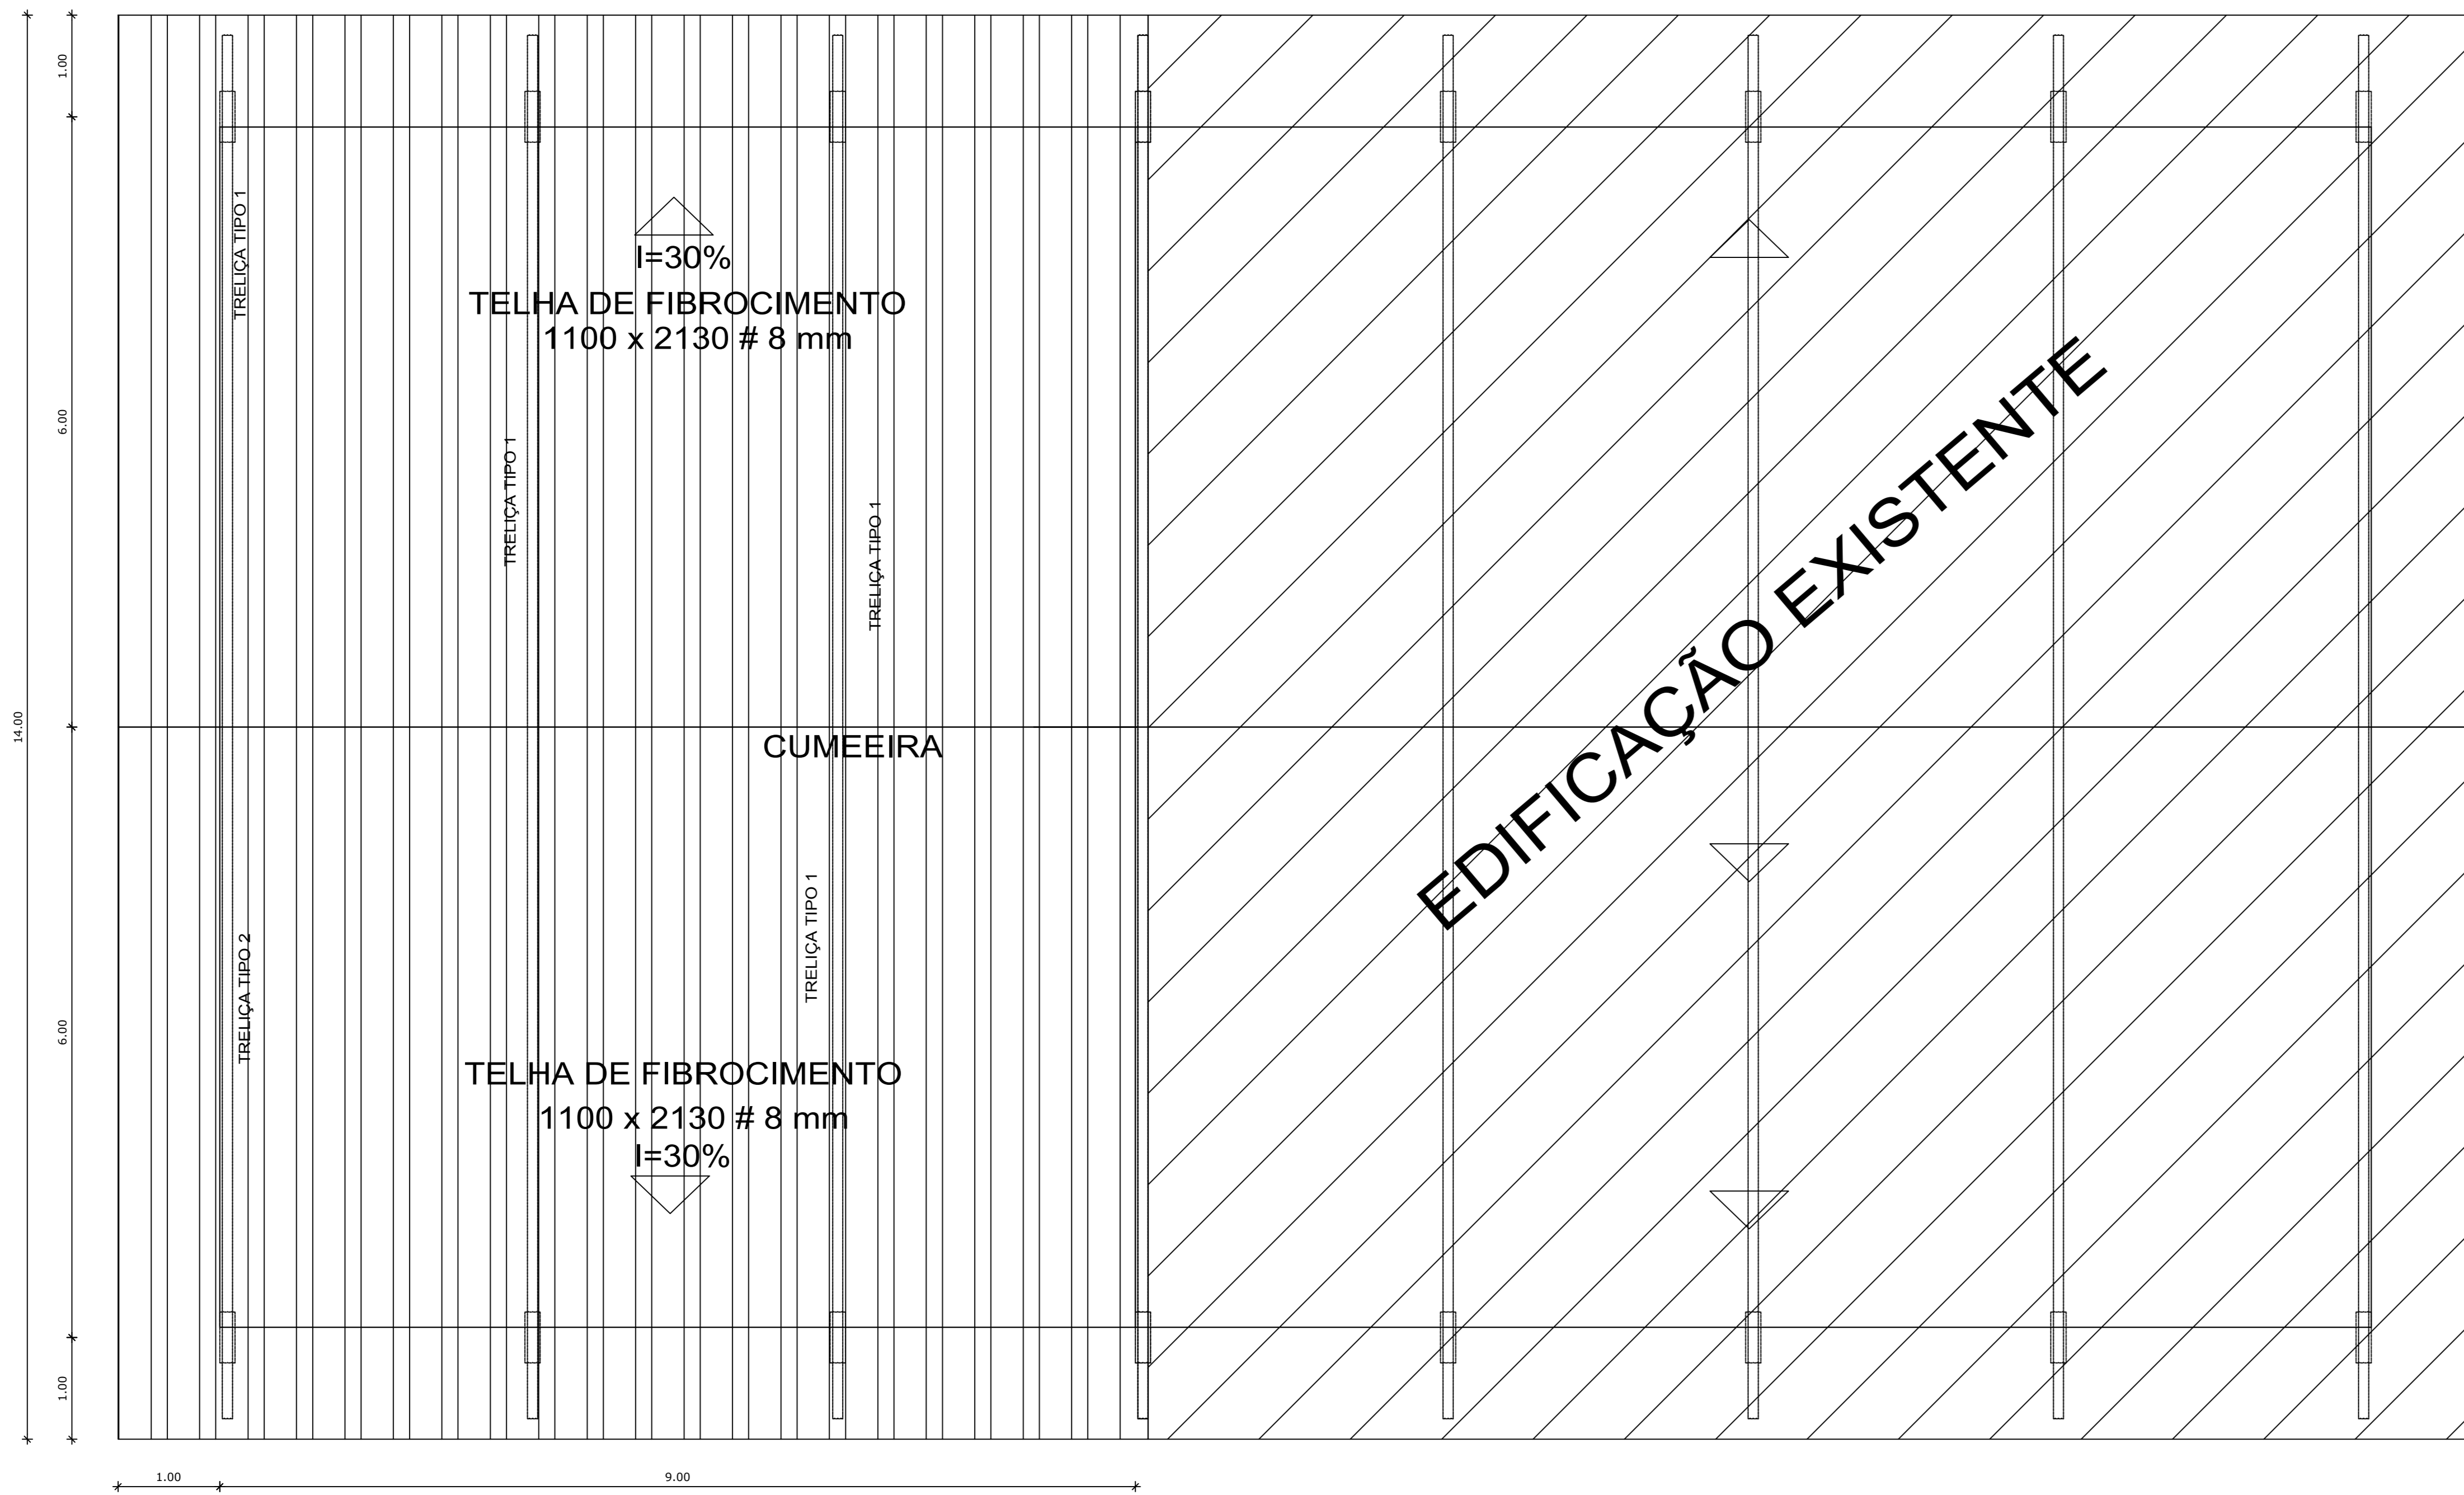 1.00
TRELIÇA TIPO 1
I=30%
TELHA DE FIBROCIMENTO
1100 x 2130 # 8 mm
6.00
TRELIÇA TIPO 1
TRELIÇA TIPO 1
EDIFICAÇÃO EXISTENTE
14.00
CUMEEIRA
TRELIÇA TIPO 1
TRELIÇA TIPO 2
6.00
TELHA DE FIBROCIMENTO
1100 x 2130 # 8 mm
I=30%
1.00
1.00
9.00